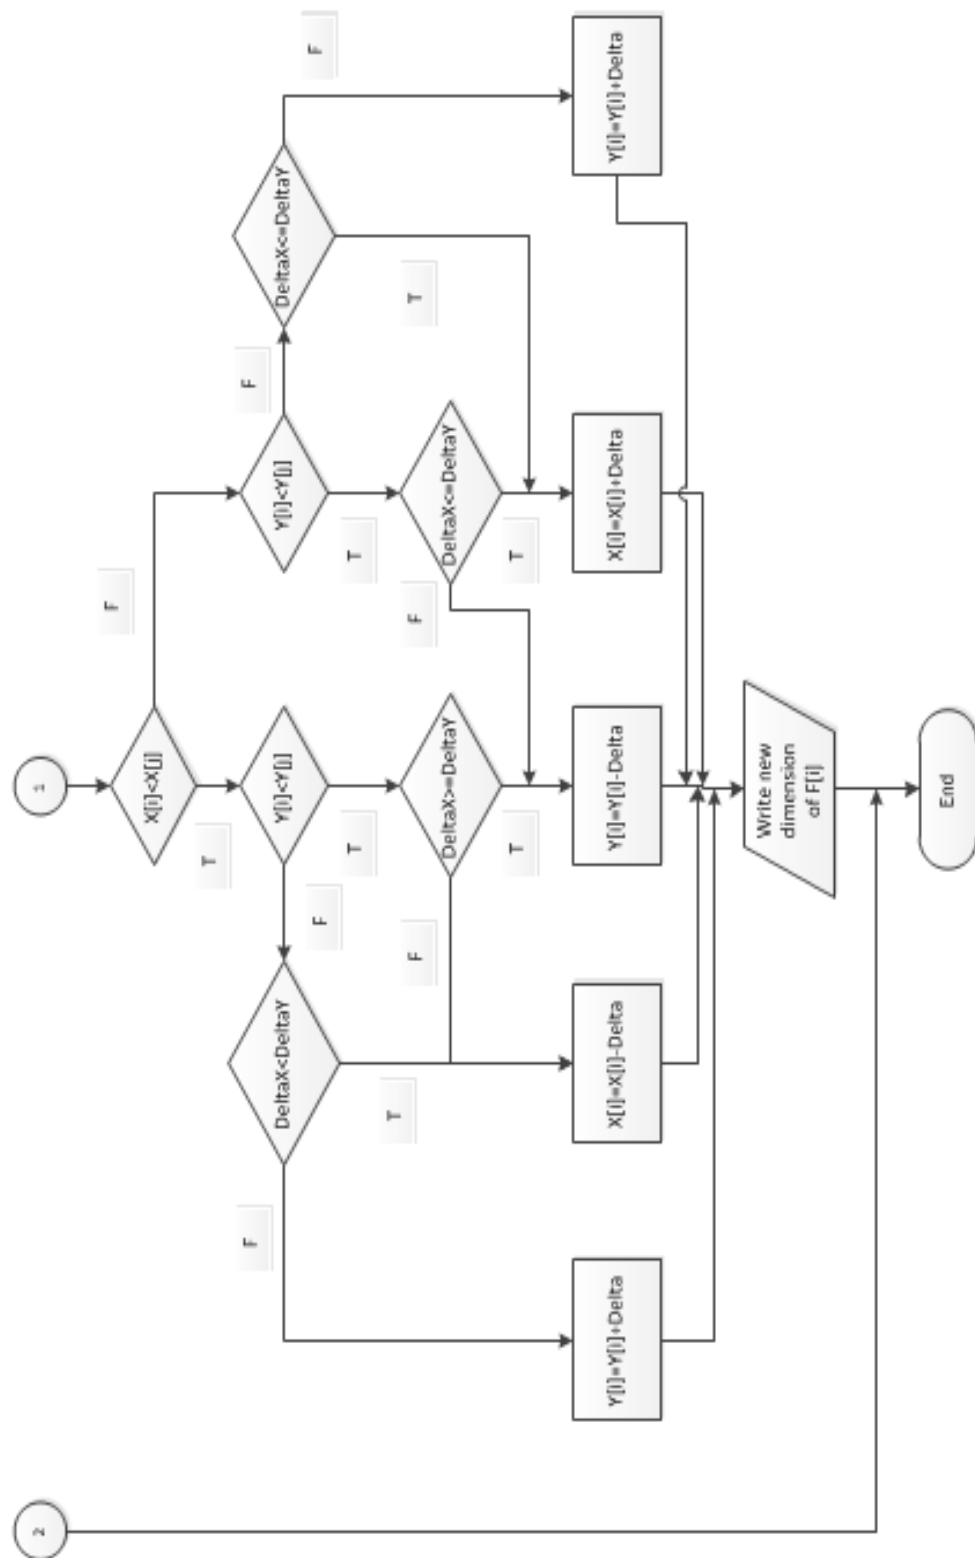 2
1
F
X[i]<X[j]
T
F
F
DeltaX<DeltaY
Y[i]<Y[j]
Y[i]<Y[j]
DeltaX<=DeltaY
F
F
T
T
T
F
F
T
DeltaX>=DeltaY
DeltaX<=DeltaY
T
T
Y[i]=Y[i]+Delta
X[i]=X[i]-Delta
Y[i]=Y[i]-Delta
X[i]=X[i]+Delta
Y[i]=Y[i]+Delta
Write new
dimension
of F[i]
End